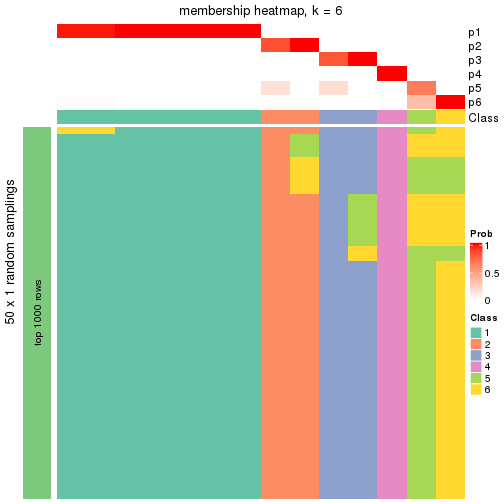 membership heatmap, k = 6
p1
p2
p3
p4
p5
p6
Class
50 x 1 random samplings
top 1000 rows
Prob
1
0.5
0
Class
1
2
3
4
5
6